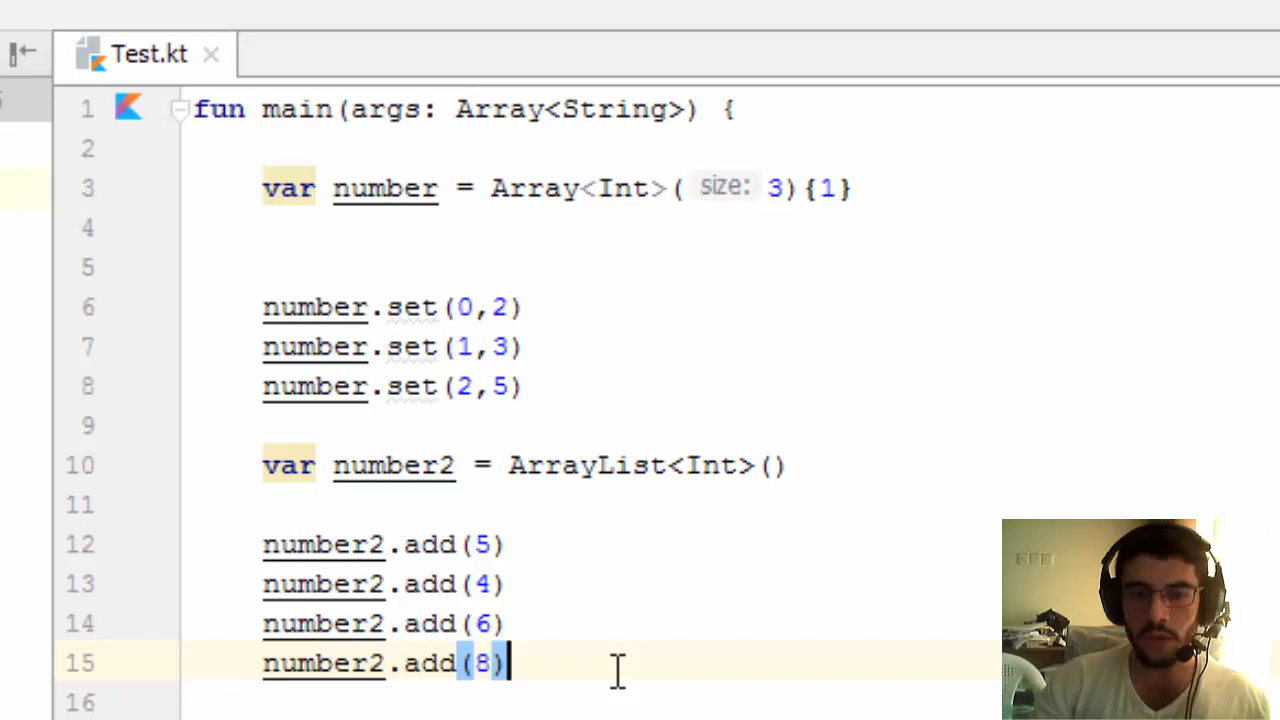 Test.kt
1 fun main(args: Array<String>) {
2
3 var number = Array<Int>( size: 3){1}
4
5
6 number.set(0,2)
7 number.set(1,3)
8 number.set(2,5)
9
10 var number2 = ArrayList<Int>()
11
12 number2.add(5)
13 number2.add(4)
14 number2.add(6)
15 number2.add(8)
16